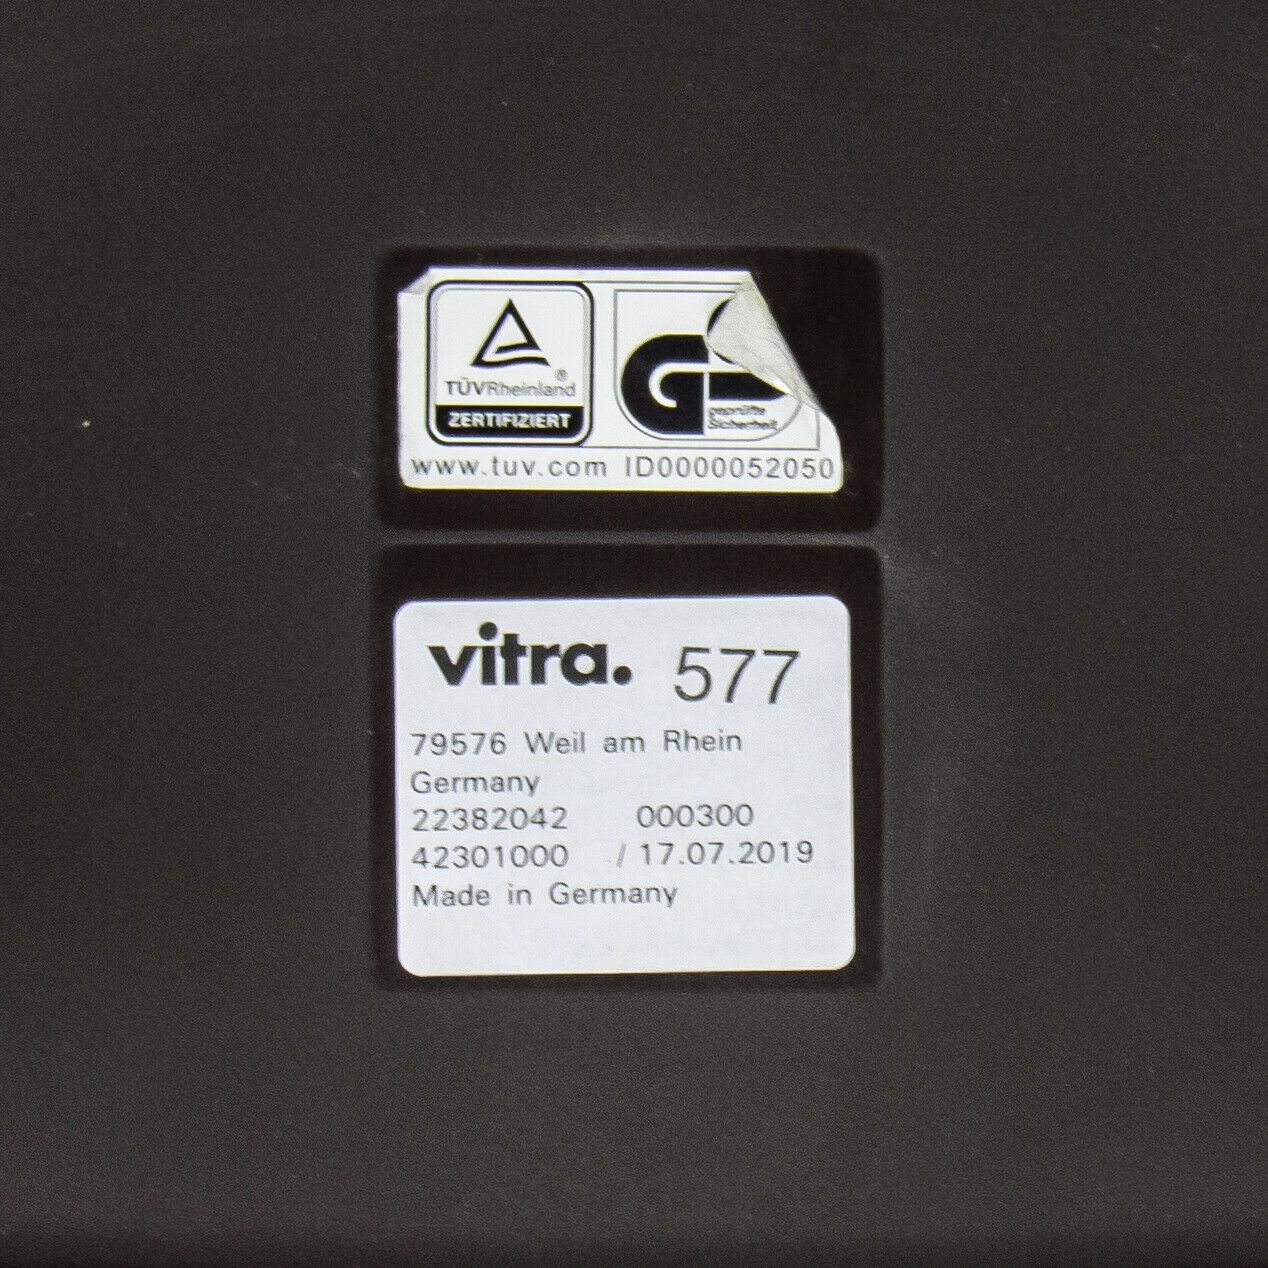 TÜVRheinland®
ZERTIFIZIERT
geprüfte
Sicherheit
www.tuv.com ID0000052050
vitra. 577
79576 Weil am Rhein
Germany
22382042 000300
42301000 / 17.07.2019
Made in Germany